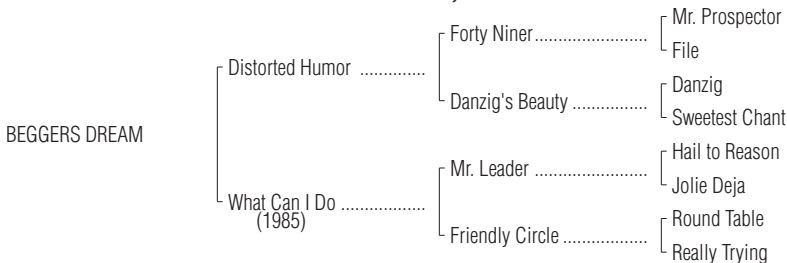 Mr. Prospector
Forty Niner.......................
File
Distorted Humor ..............
Danzig
Danzig's Beauty ................
Sweetest Chant
BEGGERS DREAM
Hail to Reason
Mr. Leader ........................
Jolie Deja
What Can I Do ..................
(1985)
Round Table
Friendly Circle..................
Really Trying